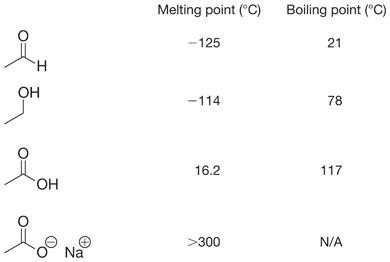 Melting point (°C) Boiling point (°C)
O
H
−125 21
OH
−114 78
O
OH
16.2 117
O
O⊖ Na⊕
>300 N/A